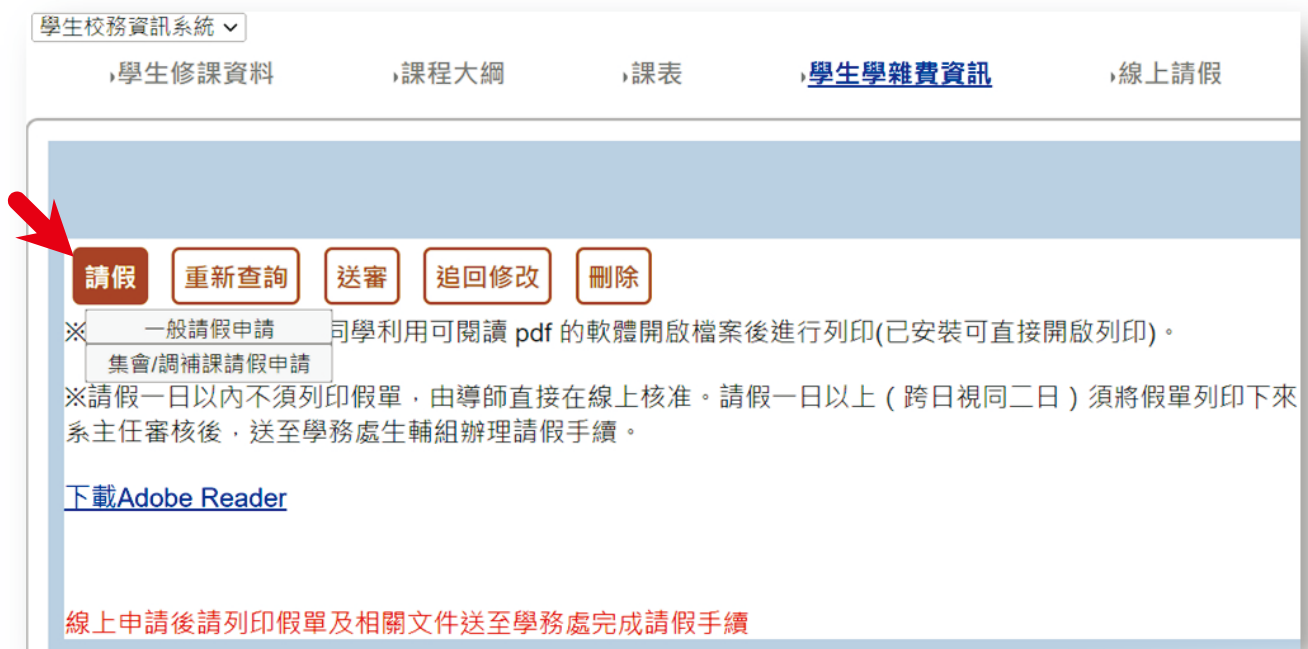 學生校務資訊系統
學生修課資料 課程大綱 課表 學生學雜費資訊 線上請假
請假 重新查詢 送審 追回修改 刪除
一般請假申請
集會/調補課請假申請
※ 同學利用可閱讀 pdf 的軟體開啟檔案後進行列印(已安裝可直接開啟列印)。
※請假一日以內不須列印假單，由導師直接在線上核准。請假一日以上（跨日視同二日）須將假單列印下來
系主任審核後，送至學務處生輔組辦理請假手續。
下載Adobe Reader
線上申請後請列印假單及相關文件送至學務處完成請假手續